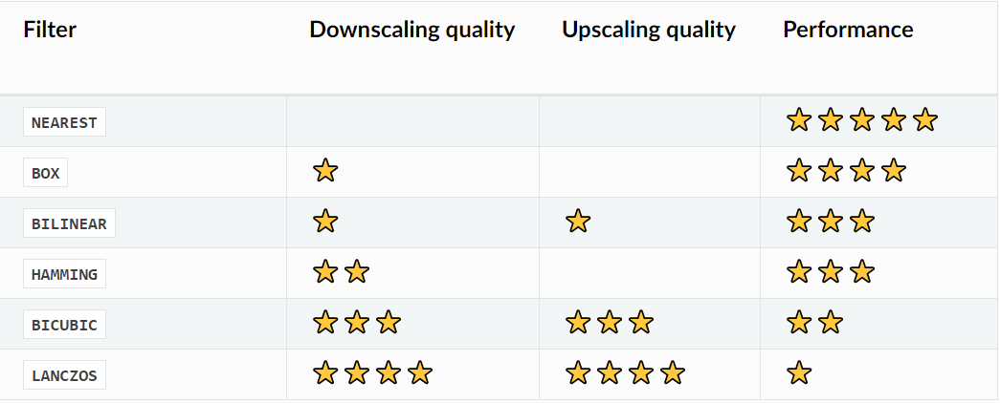 Filter Downscaling quality Upscaling quality Performance
NEAREST
BOX
BILINEAR
HAMMING
BICUBIC
LANCZOS